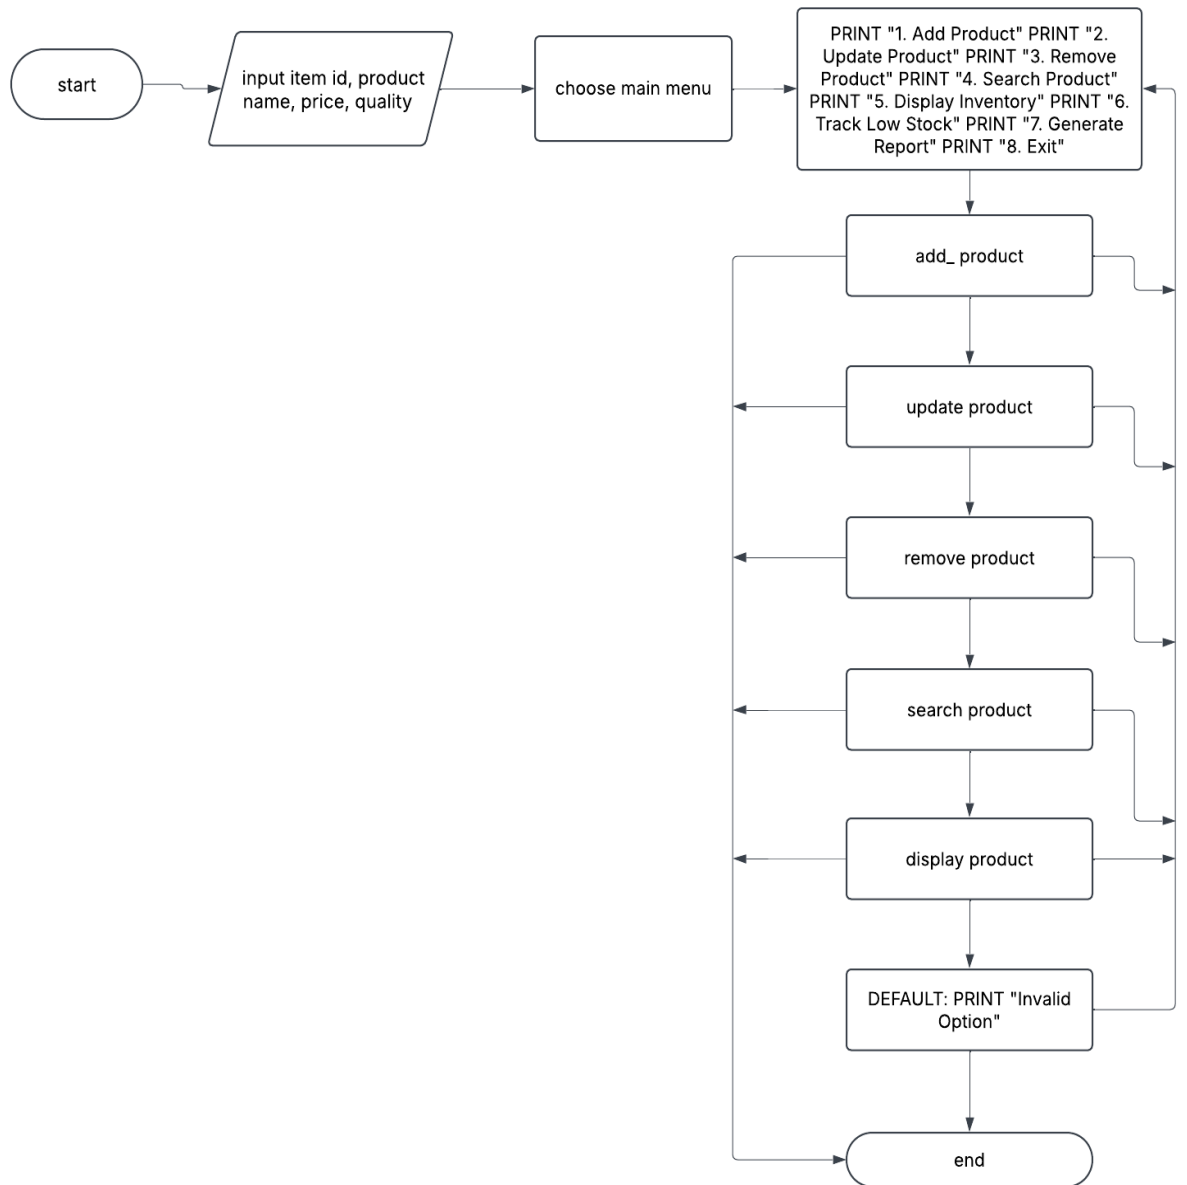 start
input item id, product
name, price, quality
choose main menu
PRINT "1. Add Product" PRINT "2.
Update Product" PRINT "3. Remove
Product" PRINT "4. Search Product"
PRINT "5. Display Inventory" PRINT "6.
Track Low Stock" PRINT "7. Generate
Report" PRINT "8. Exit"
add_ product
update product
remove product
search product
display product
DEFAULT: PRINT "Invalid
Option"
end